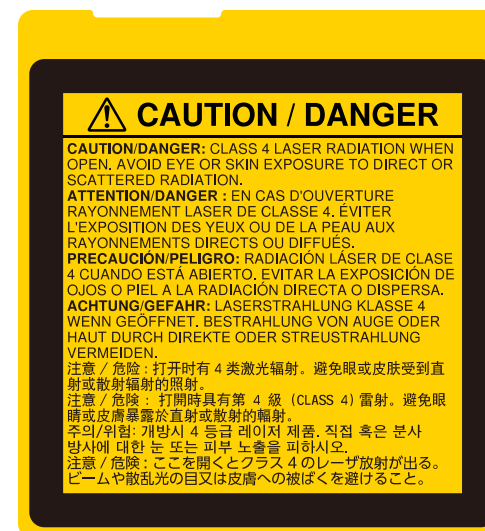 CAUTION / DANGER
CAUTION/DANGER: CLASS 4 LASER RADIATION WHEN
OPEN. AVOID EYE OR SKIN EXPOSURE TO DIRECT OR
SCATTERED RADIATION.
ATTENTION/DANGER : EN CAS D'OUVERTURE
RAYONNEMENT LASER DE CLASSE 4. ÉVITER
L'EXPOSITION DES YEUX OU DE LA PEAU AUX
RAYONNEMENTS DIRECTS OU DIFFUÉS.
PRECAUCIÓN/PELIGRO: RADIACIÓN LÁSER DE CLASE
4 CUANDO ESTÁ ABIERTO. EVITAR LA EXPOSICIÓN DE
OJOS O PIEL A LA RADIACIÓN DIRECTA O DISPERSA.
ACHTUNG/GEFAHR: LASERSTRAHLUNG KLASSE 4
WENN GEÖFFNET. BESTRAHLUNG VON AUGE ODER
HAUT DURCH DIREKTE ODER STREUSTRAHLUNG
VERMEIDEN.
注意 / 危险 : 打开时有 4 类激光辐射。避免眼或皮肤受到直
射或散射辐射的照射。
注意 / 危險 : 打開時具有第 4 級 (CLASS 4) 雷射。避免眼
睛或皮膚暴露於直射或散射的輻射。
주의/위험: 개방시 4 등급 레이저 제품. 직접 혹은 분사
방사에 대한 눈 또는 피부 노출을 피하시오.
注意 / 危険 : ここを開くとクラス 4 のレーザ放射が出る。
ビームや散乱光の目又は皮膚への被ばくを避けること。